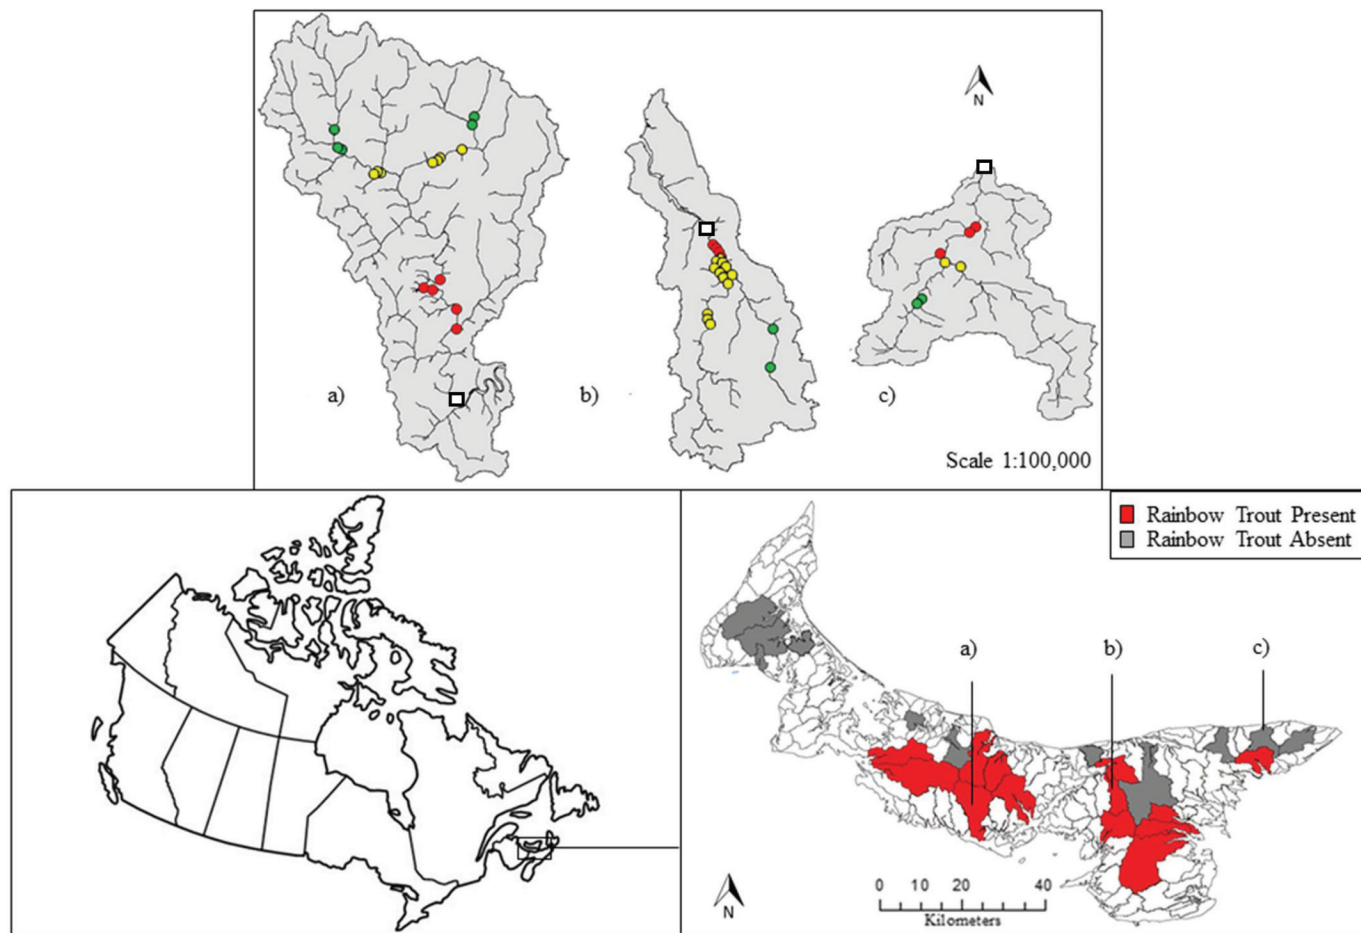 N
a)
b)
c)
Scale 1:100,000
Rainbow Trout Present
Rainbow Trout Absent
a)
b)
c)
N
0 10 20 40
Kilometers